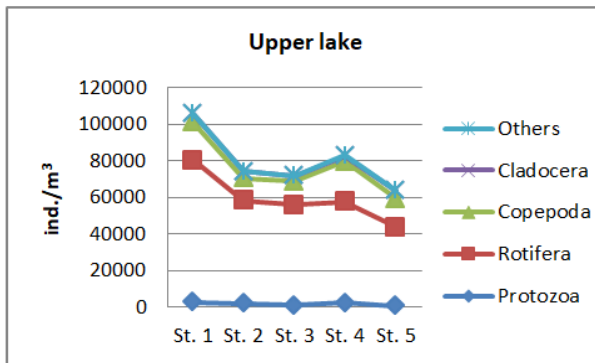 Upper lake
120000
100000
80000
60000
40000
20000
0
ind./m³
St. 1 St. 2 St. 3 St. 4 St. 5
Others
Cladocera
Copepoda
Rotifera
Protozoa